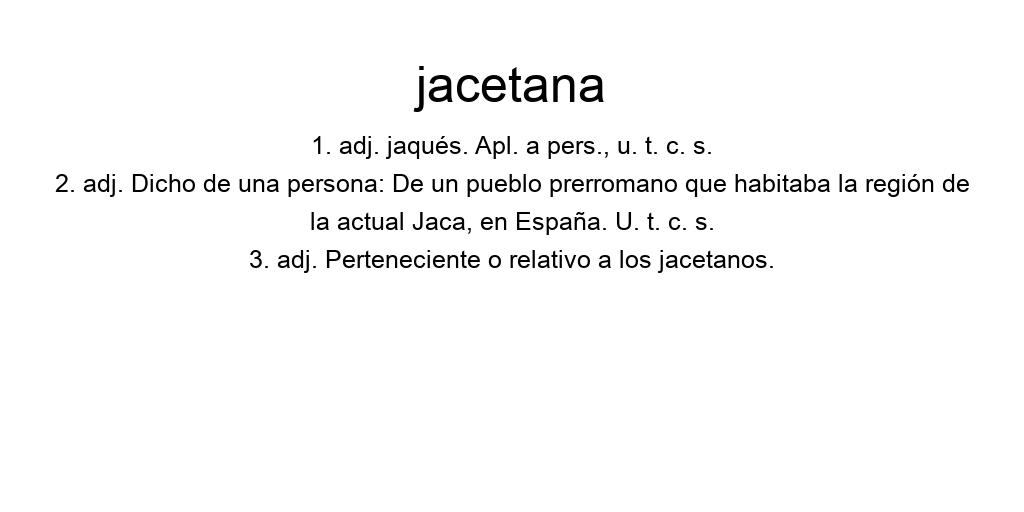 jacetana
1. adj. jaqués. Apl. a pers., u. t. c. s.
2. adj. Dicho de una persona: De un pueblo prerromano que habitaba la región de
la actual Jaca, en España. U. t. c. s.
3. adj. Perteneciente o relativo a los jacetanos.